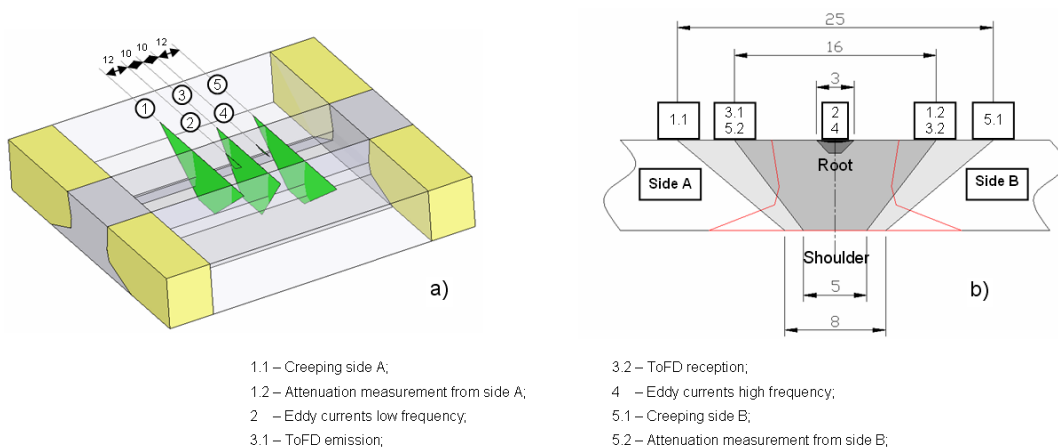 12 10 10 12
1
2
3
4
5
a)
25
16
3
1.1
3.1
5.2
2
4
1.2
3.2
5.1
Root
Side A
Side B
Shoulder
5
8
b)
1.1 – Creeping side A;
1.2 – Attenuation measurement from side A;
2 – Eddy currents low frequency;
3.1 – ToFD emission;
3.2 – ToFD reception;
4 – Eddy currents high frequency;
5.1 – Creeping side B;
5.2 – Attenuation measurement from side B;